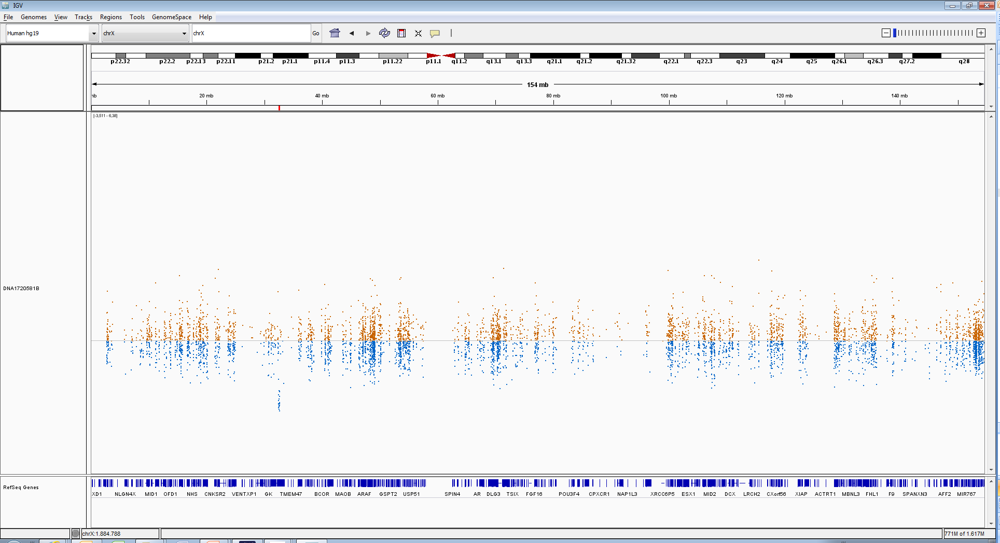 IGV
File Genomes View Tracks Regions Tools GenomeSpace Help
Human hg19 chrX chrX Go
p22.32 p22.2 p22.13 p22.11 p21.2 p21.1 p11.4 p11.3 p11.22 p11.1 q11.2 q13.1 q13.3 q21.1 q21.2 q21.32 q22.1 q22.3 q23 q24 q25 q26.1 q26.3 q27.2 q28
154 mb
20 mb 40 mb 60 mb 80 mb 100 mb 120 mb 140 mb
[-3,511 - 6,38]
DNA1720581B
RefSeq Genes
XD1 NLGN4X MID1 OFD1 NHS CNKSR2 VENTXP1 GK TMEM47 BCOR MAOB ARAF GSPT2 USP51 SPIN4 AR DLG3 TSIX FGF16 POU3F4 CPXCR1 NAP1L3 XRCC6P5 ESX1 MID2 DCX LRCH2 CXorf56 XIAP ACTRT1 MBNL3 FHL1 F9 SPANXN3 AFF2 MIR767
chrX:1.884.788 771M of 1.617M